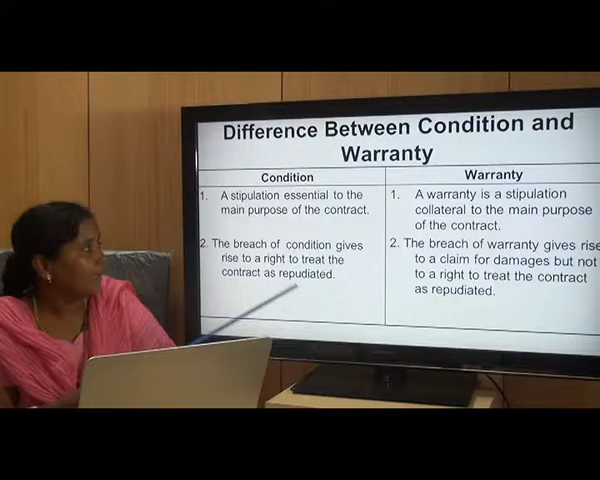 Difference Between Condition and
Warranty
Condition
1. A stipulation essential to the
main purpose of the contract.
2. The breach of condition gives
rise to a right to treat the
contract as repudiated.
Warranty
1. A warranty is a stipulation
collateral to the main purpose
of the contract.
2. The breach of warranty gives rise
to a claim for damages but not
to a right to treat the contract
as repudiated.